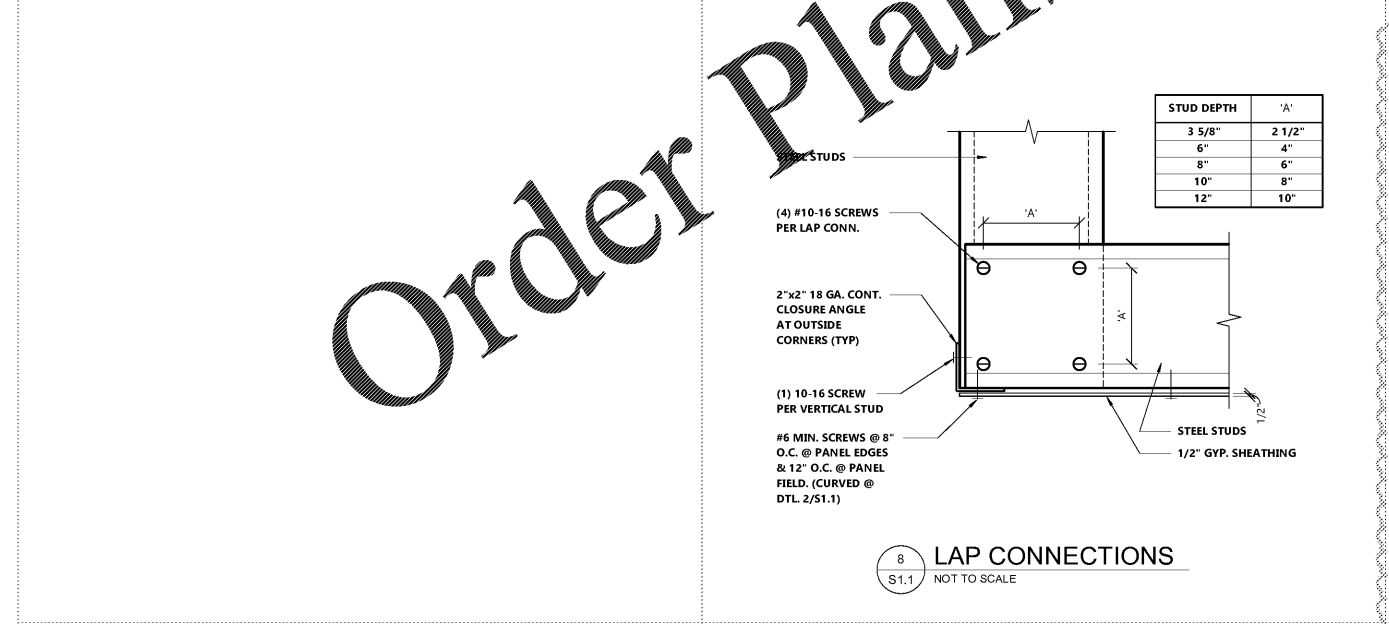 Order Plan
STUD DEPTH 'A'
3 5/8" 2 1/2"
6" 4"
8" 6"
10" 8"
12" 10"
STEEL STUDS
(4) #10-16 SCREWS
PER LAP CONN.
'A'
2"x2" 18 GA. CONT.
CLOSURE ANGLE
AT OUTSIDE
CORNERS (TYP)
'A'
(1) 10-16 SCREW
PER VERTICAL STUD
#6 MIN. SCREWS @ 8"
O.C. @ PANEL EDGES
& 12" O.C. @ PANEL
FIELD. (CURVED @
DTL. 2/S1.1)
1/2"
STEEL STUDS
1/2" GYP. SHEATHING
8
S1.1
LAP CONNECTIONS
NOT TO SCALE